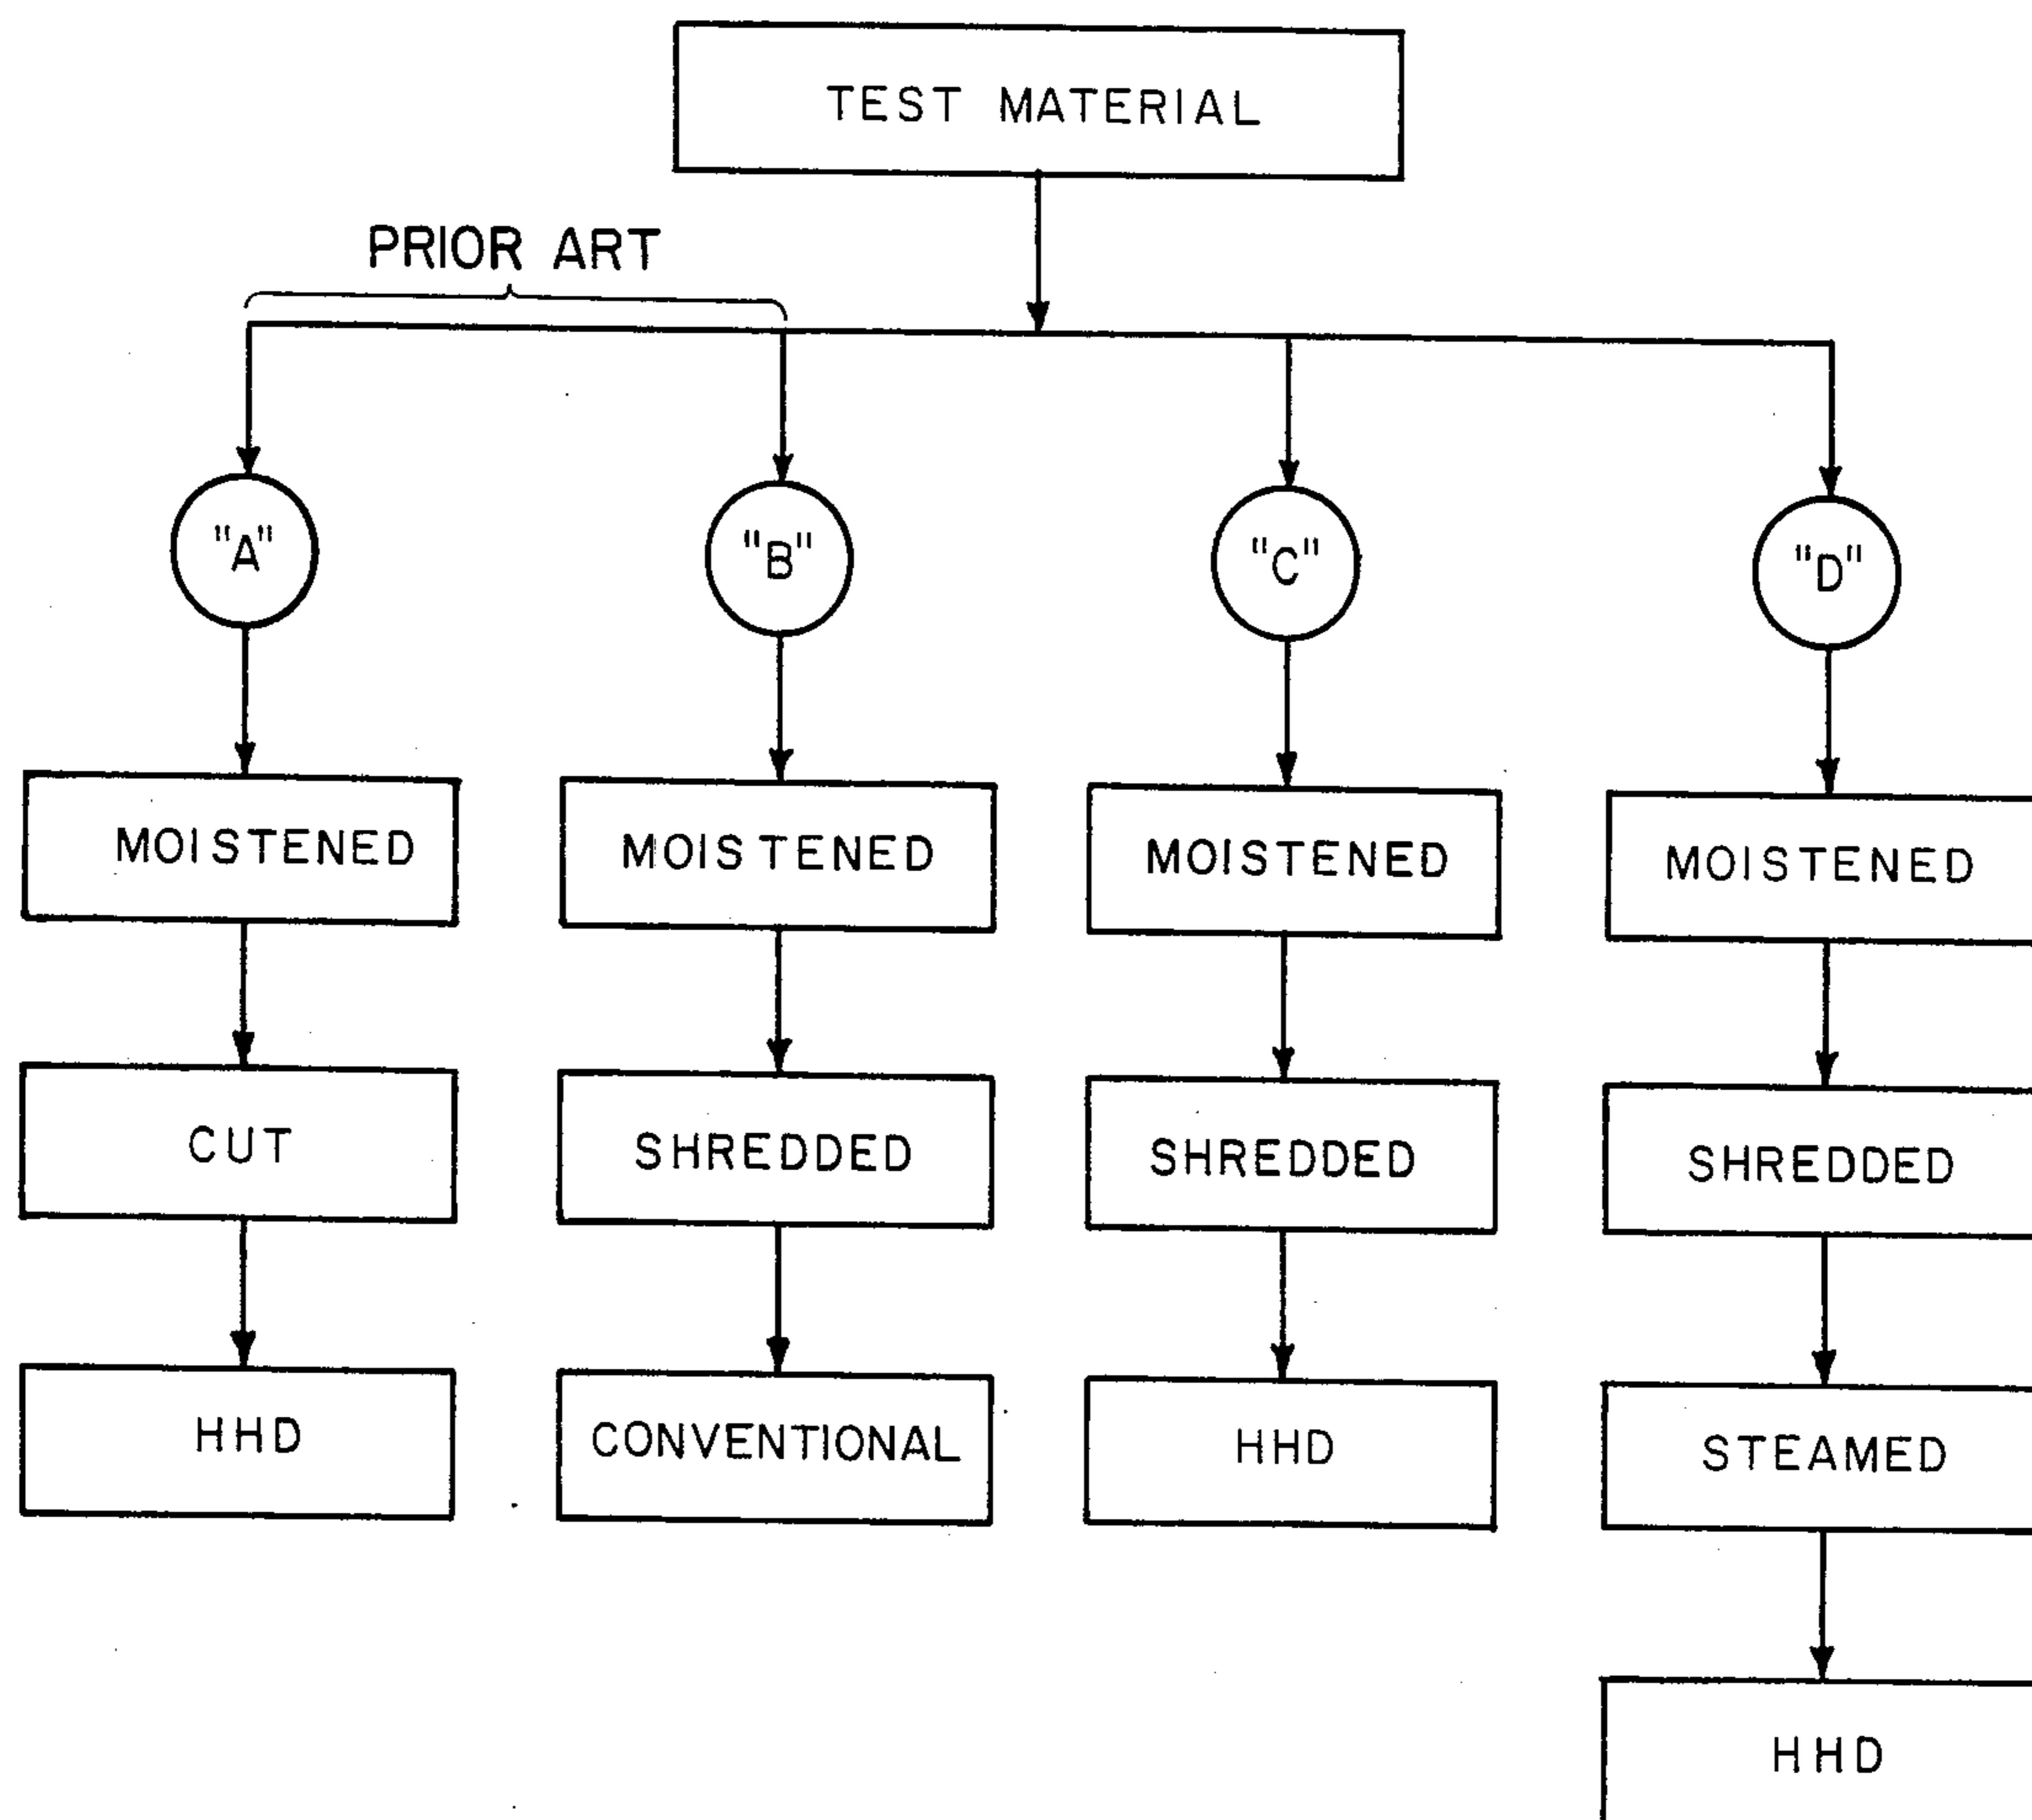 TEST MATERIAL
PRIOR ART
"A"
"B"
"C"
"D"
MOISTENED
MOISTENED
MOISTENED
MOISTENED
CUT
SHREDDED
SHREDDED
SHREDDED
HHD
CONVENTIONAL
HHD
STEAMED
HHD